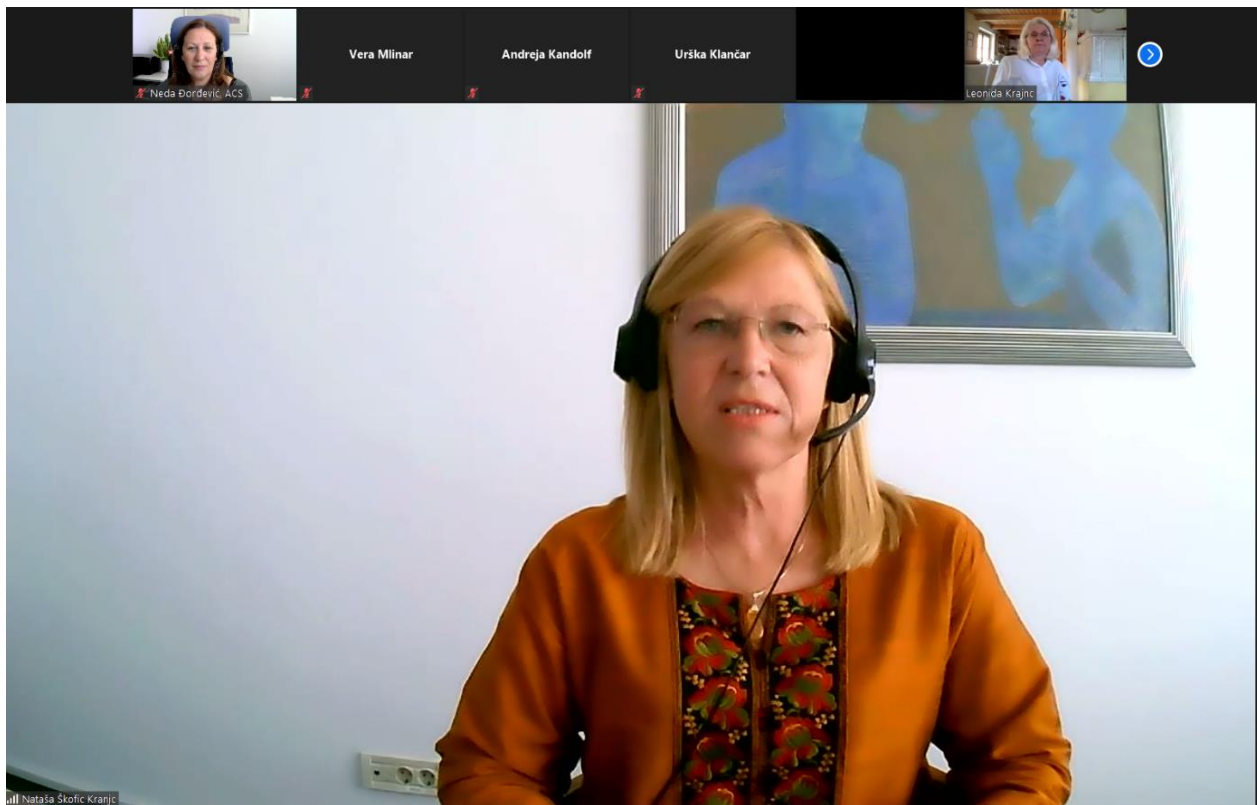 Neda Đorđević, ACS
Vera Mlinar
Andreja Kandolf
Urška Klančar
Leonida Krajnc
Nataša Škofic Kranjc